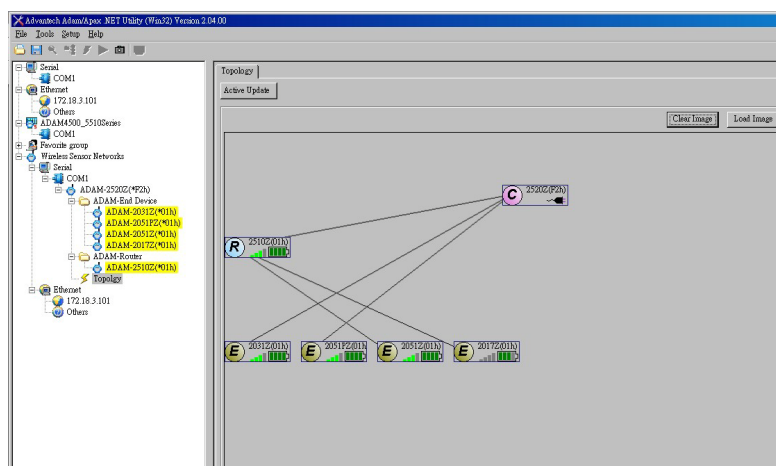 Advantech Adam/Apax .NET Utility (Win32) Version 2.04.00
File Tools Setup Help
Serial
COM1
Ethernet
172.18.3.101
Others
ADAM4500_5510Series
COM1
Favorite group
Wireless Sensor Networks
Serial
COM1
ADAM-2520Z(*F2h)
ADAM-End Device
ADAM-2031Z(*01h)
ADAM-2051PZ(*01h)
ADAM-2051Z(*01h)
ADAM-2017Z(*01h)
ADAM-Router
ADAM-2510Z(*01h)
Topolgy
Ethernet
172.18.3.101
Others
Topology
Active Update
Clear Image Load Image
C 2520Z(F2h)
R 2510Z(01h)
E 2031Z(01h) E 2051PZ(01h E 2051Z(01h) E 2017Z(01h)